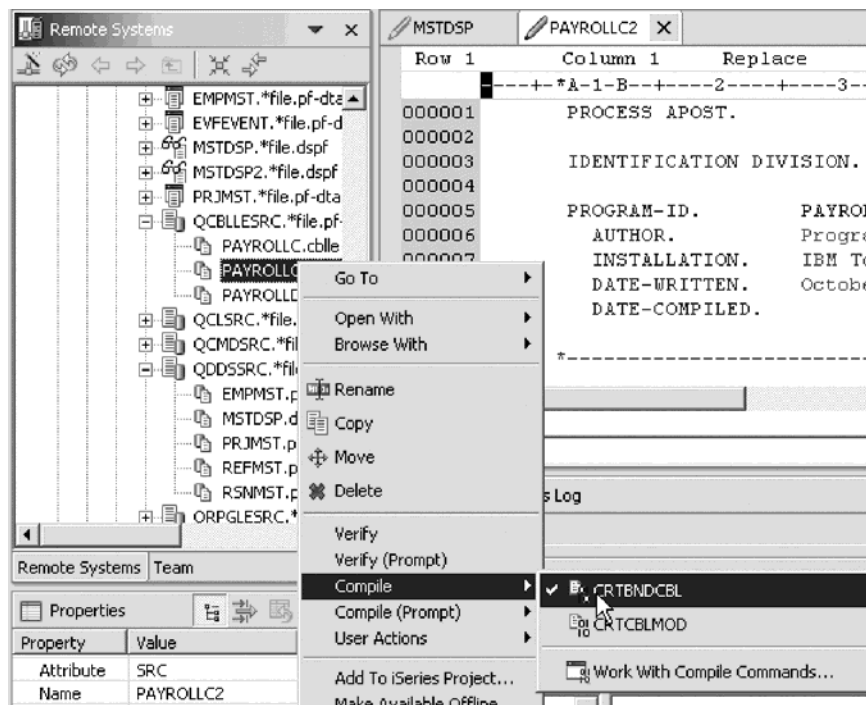 Remote Systems
EMPMST.*file.pf-dta
EVFEVENT.*file.pf-d
MSTDSP.*file.dspf
MSTDSP2.*file.dspf
PRJMST.*file.pf-dta
QCBLLESRC.*file.pf-
PAYROLLC.cblle
PAYROLLC
PAYROLLD
QCLSRC.*file.
QCMDSRC.*fil
QDDSSRC.*file
EMPMST.p
MSTDSP.d
PRJMST.p
REFMST.p
RSNMST.p
QRPGLESRC.*
Remote Systems Team
Properties
Property Value
Attribute SRC
Name PAYROLLC2
MSTDSP PAYROLLC2
Row 1 Column 1 Replace
----+-*A-1-B--+----2----+----3--
000001 PROCESS APOST.
000002
000003 IDENTIFICATION DIVISION.
000004
000005 PROGRAM-ID. PAYROL
000006 AUTHOR. Progra
000007 INSTALLATION. IBM To
DATE-WRITTEN. Octobe
DATE-COMPILED.
*--------------------------
s Log
Go To
Open With
Browse With
Rename
Copy
Move
Delete
Verify
Verify (Prompt)
Compile
Compile (Prompt)
User Actions
Add To iSeries Project...
Make Available Offline
CRTBNDCBL
CRTCBLMOD
Work With Compile Commands...